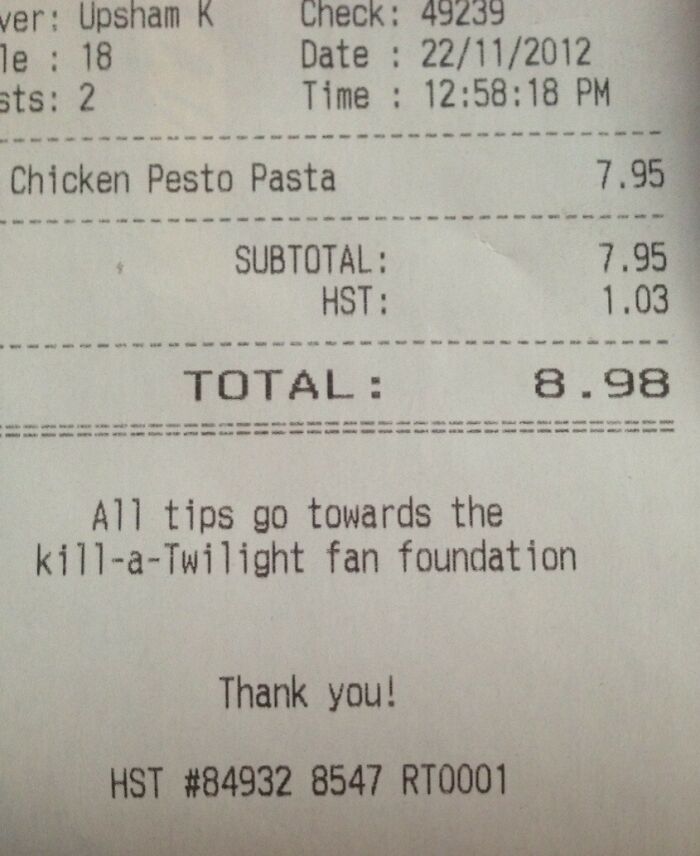 ver: Upsham K Check: 49239
le : 18 Date : 22/11/2012
sts: 2 Time : 12:58:18 PM
Chicken Pesto Pasta 7.95
SUBTOTAL: 7.95
HST: 1.03
TOTAL: 8.98
All tips go towards the
kill-a-Twilight fan foundation
Thank you!
HST #84932 8547 RT0001